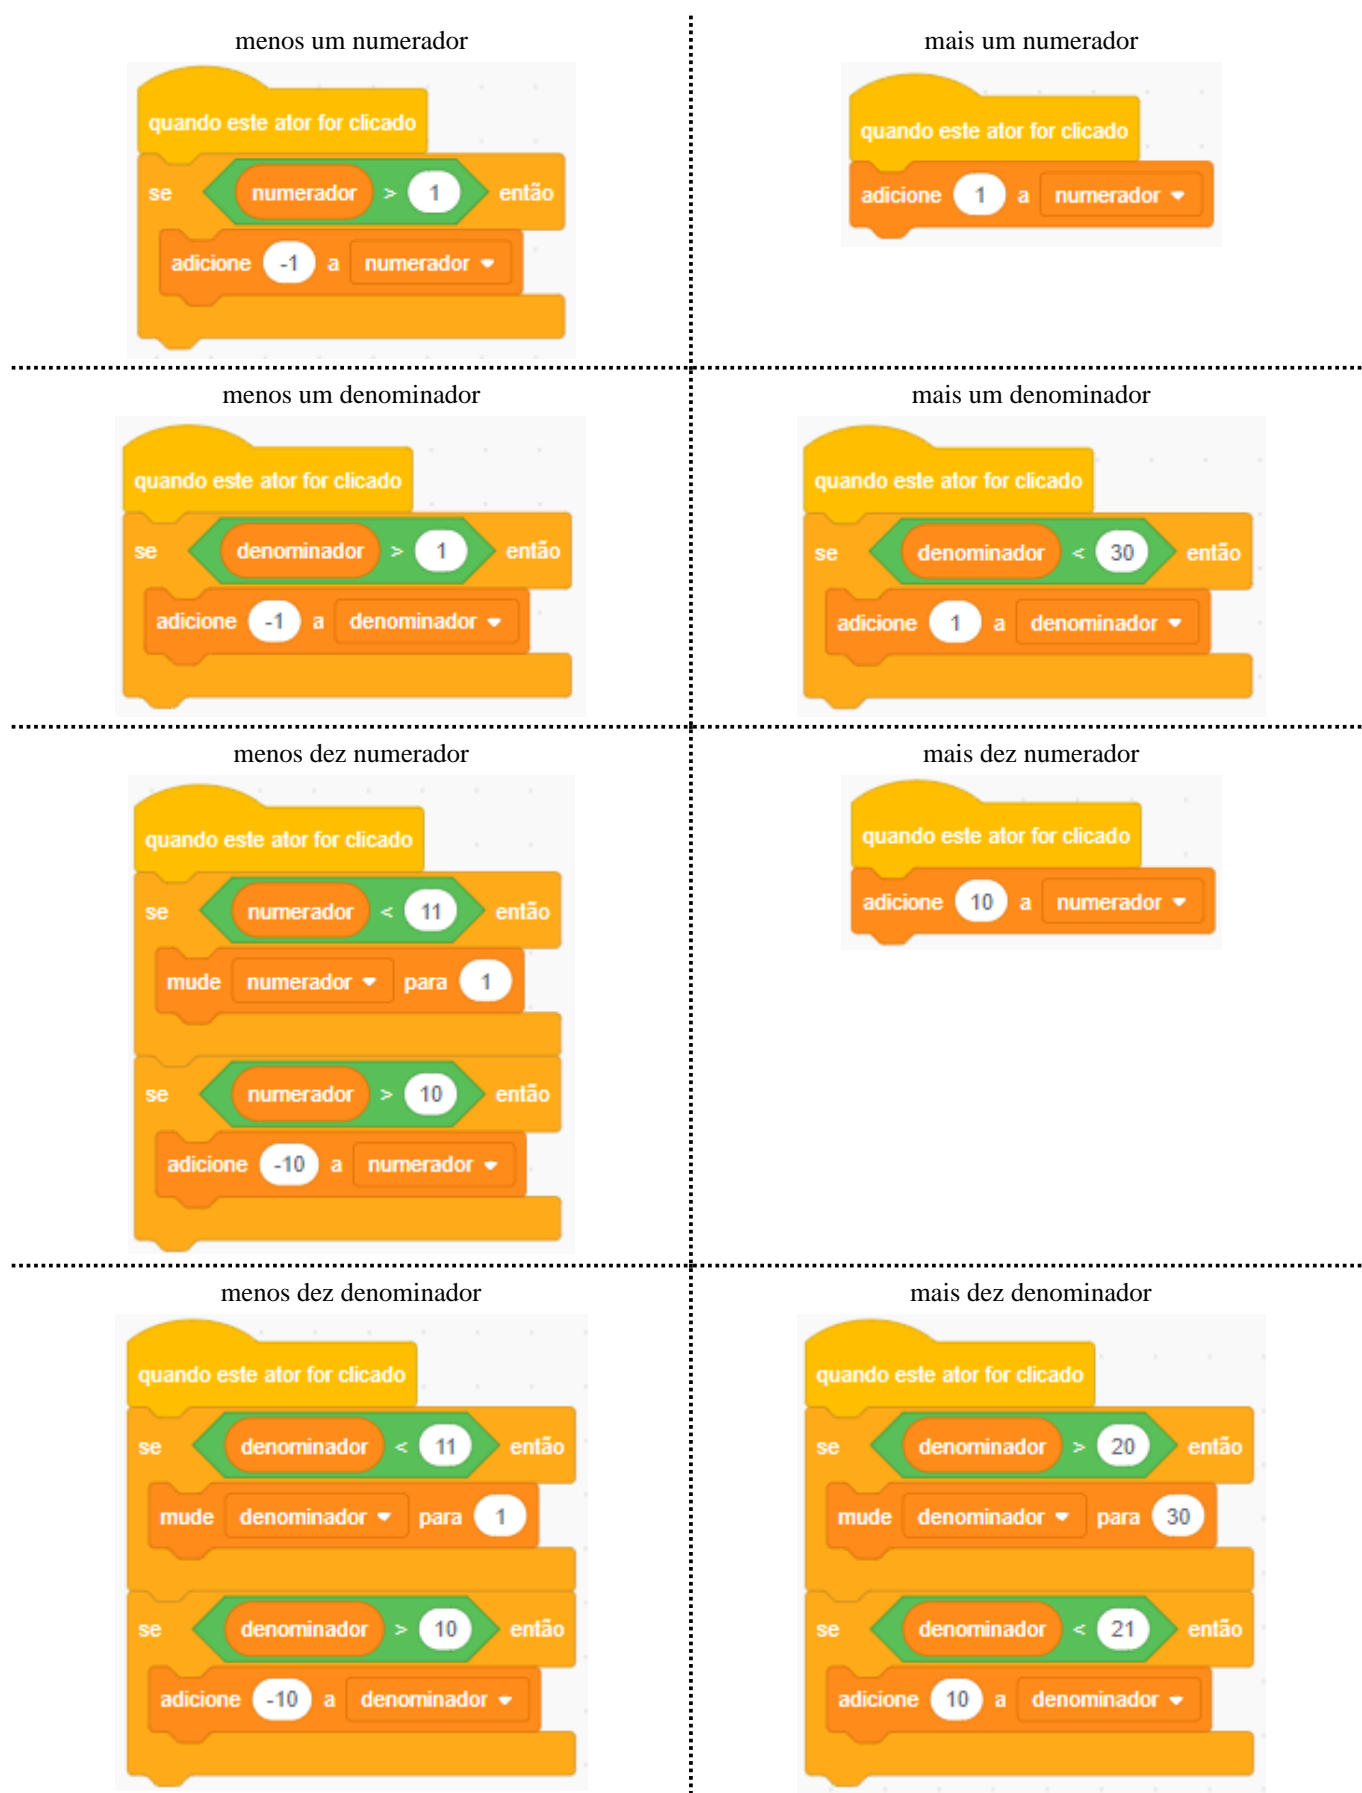 menos um numerador
quando este ator for clicado
se numerador > 1 então
adicione -1 a numerador
mais um numerador
quando este ator for clicado
adicione 1 a numerador
menos um denominador
quando este ator for clicado
se denominador > 1 então
adicione -1 a denominador
mais um denominador
quando este ator for clicado
se denominador < 30 então
adicione 1 a denominador
menos dez numerador
quando este ator for clicado
se numerador < 11 então
mude numerador para 1
se numerador > 10 então
adicione -10 a numerador
mais dez numerador
quando este ator for clicado
adicione 10 a numerador
menos dez denominador
quando este ator for clicado
se denominador < 11 então
mude denominador para 1
se denominador > 10 então
adicione -10 a denominador
mais dez denominador
quando este ator for clicado
se denominador > 20 então
mude denominador para 30
se denominador < 21 então
adicione 10 a denominador